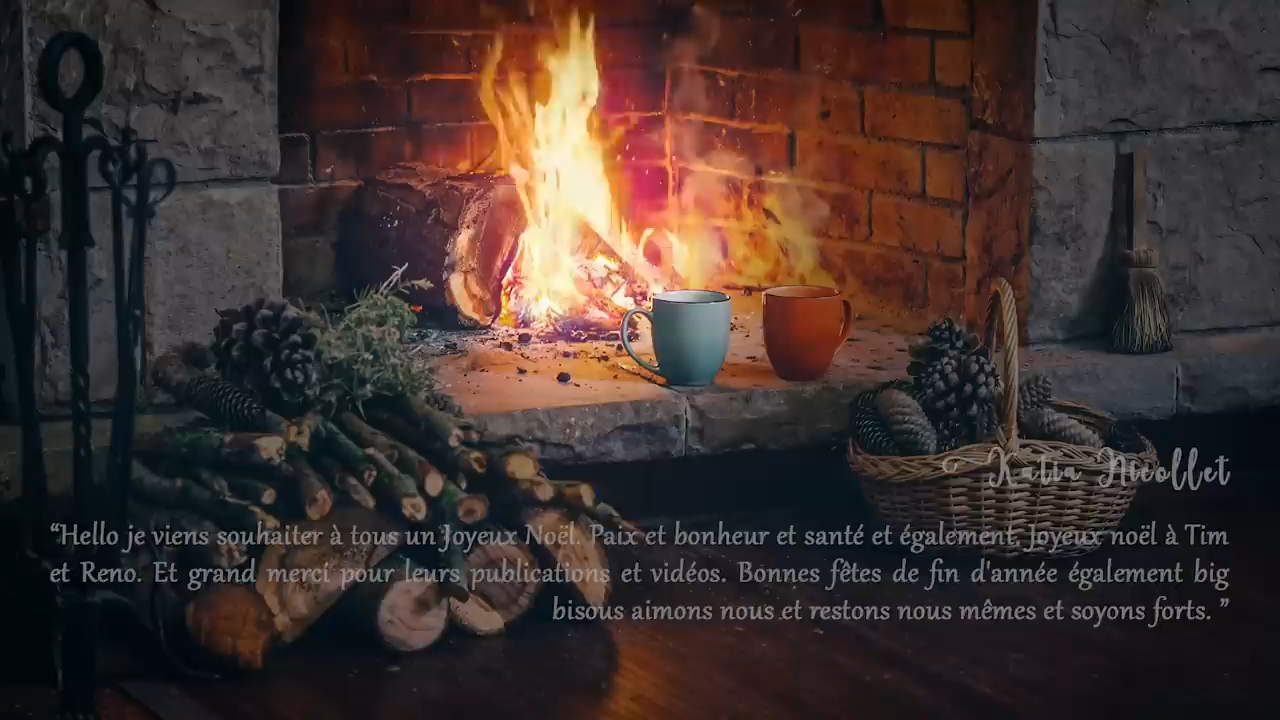 Katia Nicollet
“Hello je viens souhaiter à tous un Joyeux Noël. Paix et bonheur et santé et également Joyeux noël à Tim
et Reno. Et grand merci pour leurs publications et vidéos. Bonnes fêtes de fin d'année également big
bisous aimons nous et restons nous mêmes et soyons forts. ”